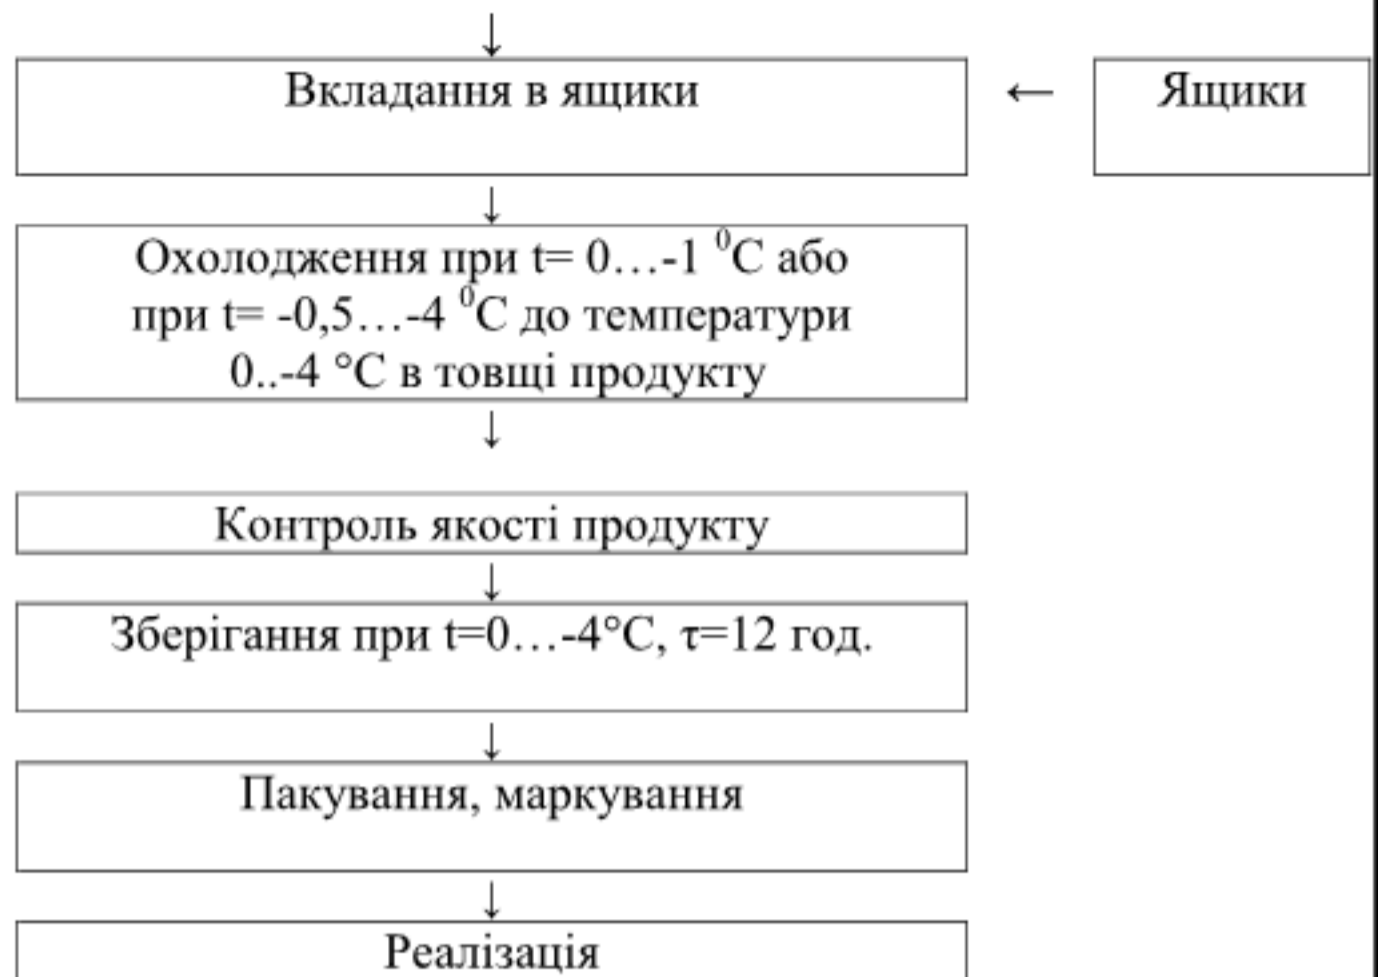 ↓
Вкладання в ящики ← Ящики
↓
Охолодження при t= 0…-1 ⁰С або
при t= -0,5…-4 ⁰С до температури
0..-4 °С в товщі продукту
↓
Контроль якості продукту
↓
Зберігання при t=0…-4°С, τ=12 год.
↓
Пакування, маркування
↓
Реалізація